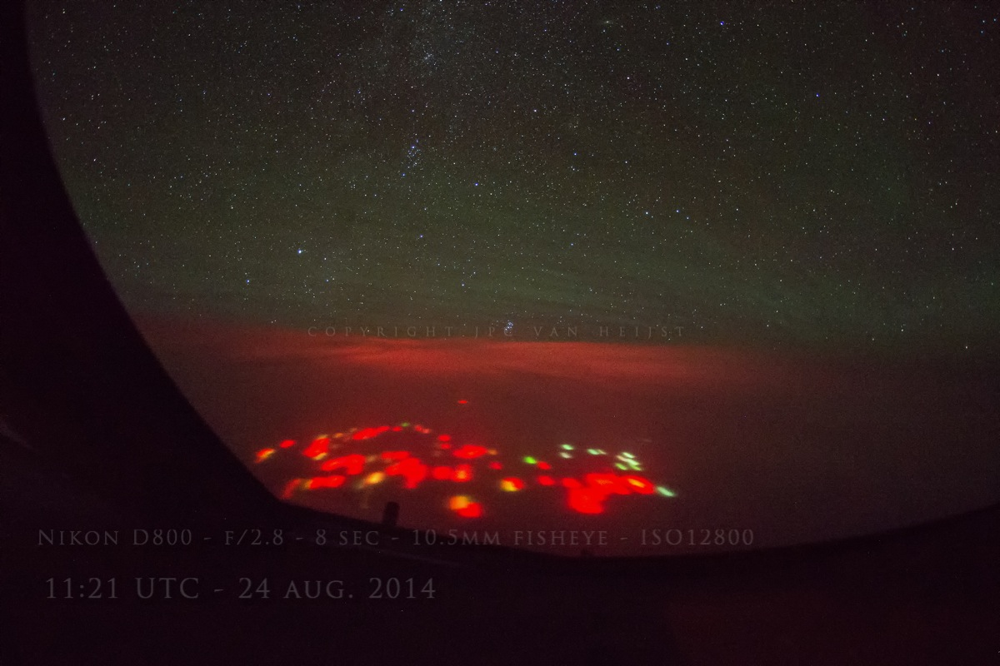 COPYRIGHT JPC VAN HEIJST
NIKON D800 - F/2.8 - 8 SEC - 10.5MM FISHEYE - ISO12800
11:21 UTC - 24 AUG. 2014